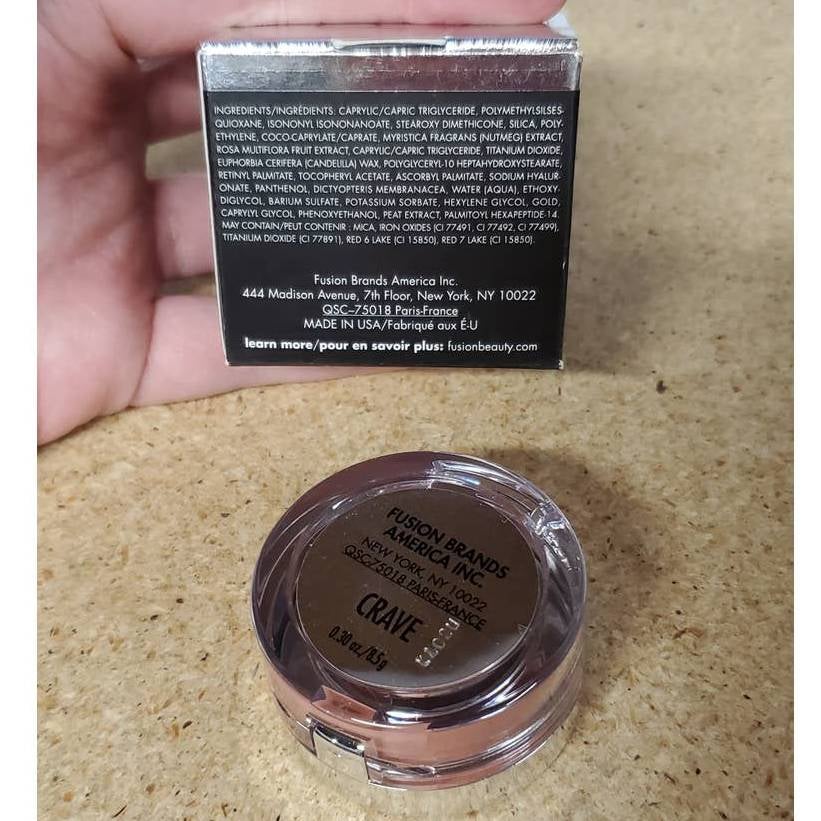 INGREDIENTS/INGRÉDIENTS: CAPRYLIC/CAPRIC TRIGLYCERIDE, POLYMETHYLSILSES-
QUIOXANE, ISONONYL ISONONANOATE, STEAROXY DIMETHICONE, SILICA, POLY-
ETHYLENE, COCO-CAPRYLATE/CAPRATE, MYRISTICA FRAGRANS (NUTMEG) EXTRACT,
ROSA MULTIFLORA FRUIT EXTRACT, CAPRYLIC/CAPRIC TRIGLYCERIDE, TITANIUM DIOXIDE,
EUPHORBIA CERIFERA (CANDELILLA) WAX, POLYGLYCERYL-10 HEPTAHYDROXYSTEARATE,
RETINYL PALMITATE, TOCOPHERYL ACETATE, ASCORBYL PALMITATE, SODIUM HYALUR-
ONATE, PANTHENOL, DICTYOPTERIS MEMBRANACEA, WATER (AQUA), ETHOXY-
DIGLYCOL, BARIUM SULFATE, POTASSIUM SORBATE, HEXYLENE GLYCOL, GOLD,
CAPRYLYL GLYCOL, PHENOXYETHANOL, PEAT EXTRACT, PALMITOYL HEXAPEPTIDE-14.
MAY CONTAIN/PEUT CONTENIR : MICA, IRON OXIDES (CI 77491, CI 77492, CI 77499),
TITANIUM DIOXIDE (CI 77891), RED 6 LAKE (CI 15850), RED 7 LAKE (CI 15850).
Fusion Brands America Inc.
444 Madison Avenue, 7th Floor, New York, NY 10022
QSC–75018 Paris-France
MADE IN USA/Fabriqué aux É-U
learn more/pour en savoir plus: fusionbeauty.com
FUSION BRANDS
AMERICA INC.
NEW YORK, NY 10022
QSC-75018 PARIS-FRANCE
CRAVE
0.30 oz./8.5g